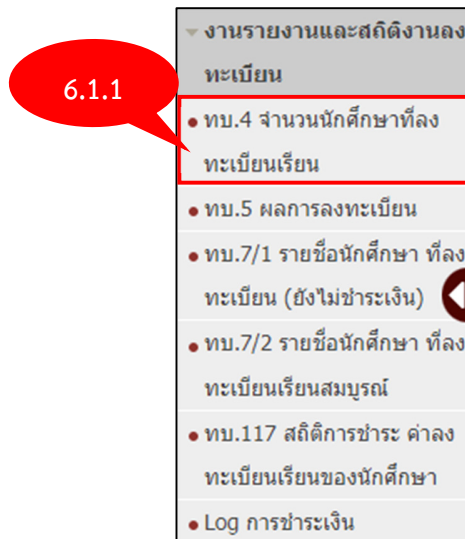 งานรายงานและสถิติงานลง
ทะเบียน
6.1.1
ทบ.4 จำนวนนักศึกษาที่ลง
ทะเบียนเรียน
ทบ.5 ผลการลงทะเบียน
ทบ.7/1 รายชื่อนักศึกษา ที่ลง
ทะเบียน (ยังไม่ชำระเงิน)
ทบ.7/2 รายชื่อนักศึกษา ที่ลง
ทะเบียนเรียนสมบูรณ์
ทบ.117 สถิติการชำระ ค่าลง
ทะเบียนเรียนของนักศึกษา
Log การชำระเงิน